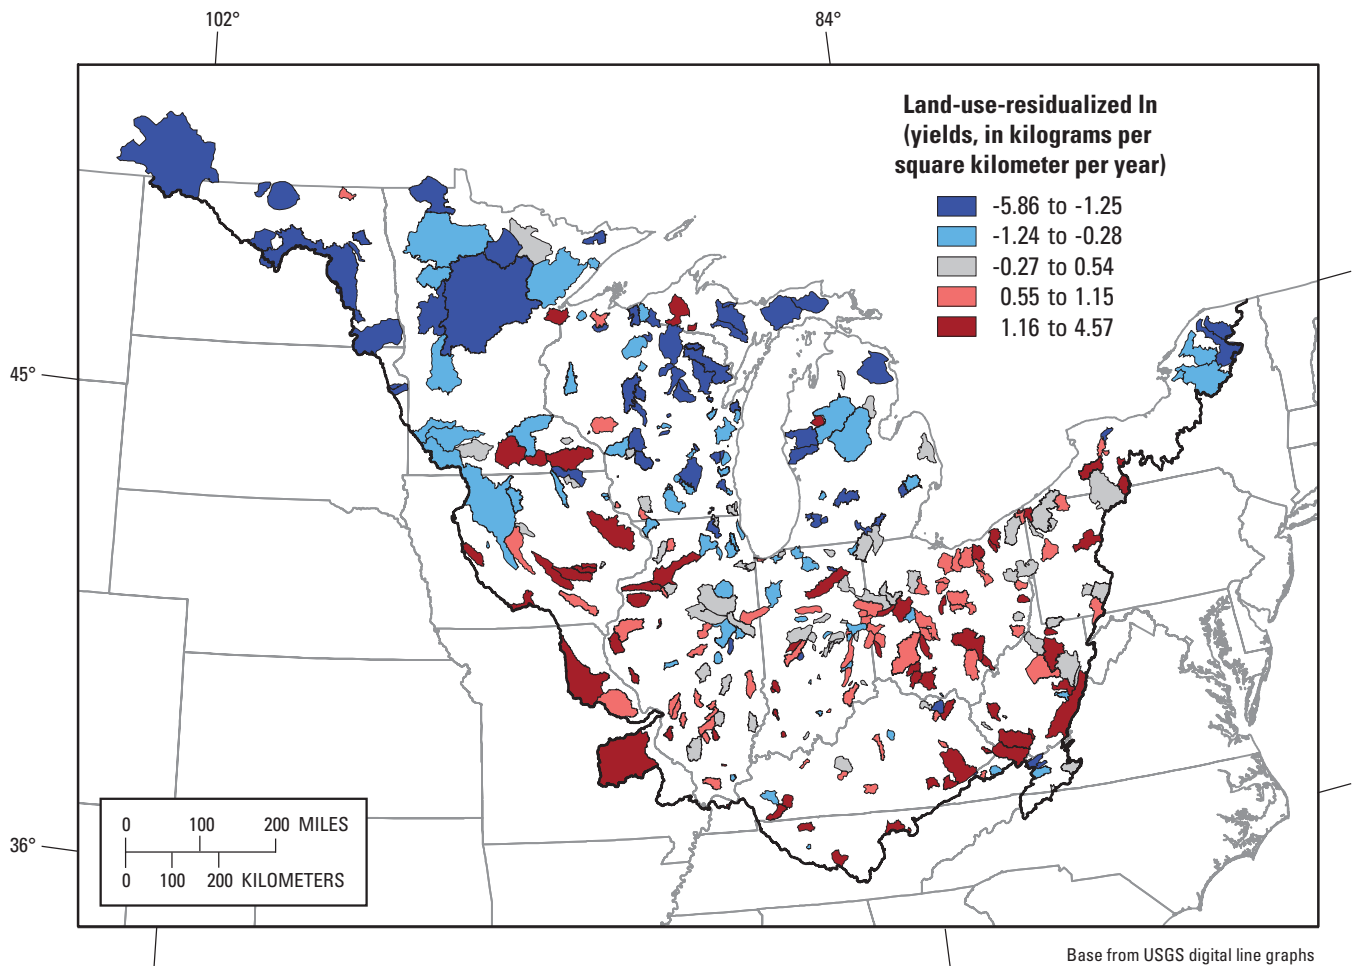 102°
84°
Land-use-residualized ln
(yields, in kilograms per
square kilometer per year)
-5.86 to -1.25
-1.24 to -0.28
-0.27 to 0.54
0.55 to 1.15
1.16 to 4.57
45°
36°
0 100 200 MILES
0 100 200 KILOMETERS
Base from USGS digital line graphs